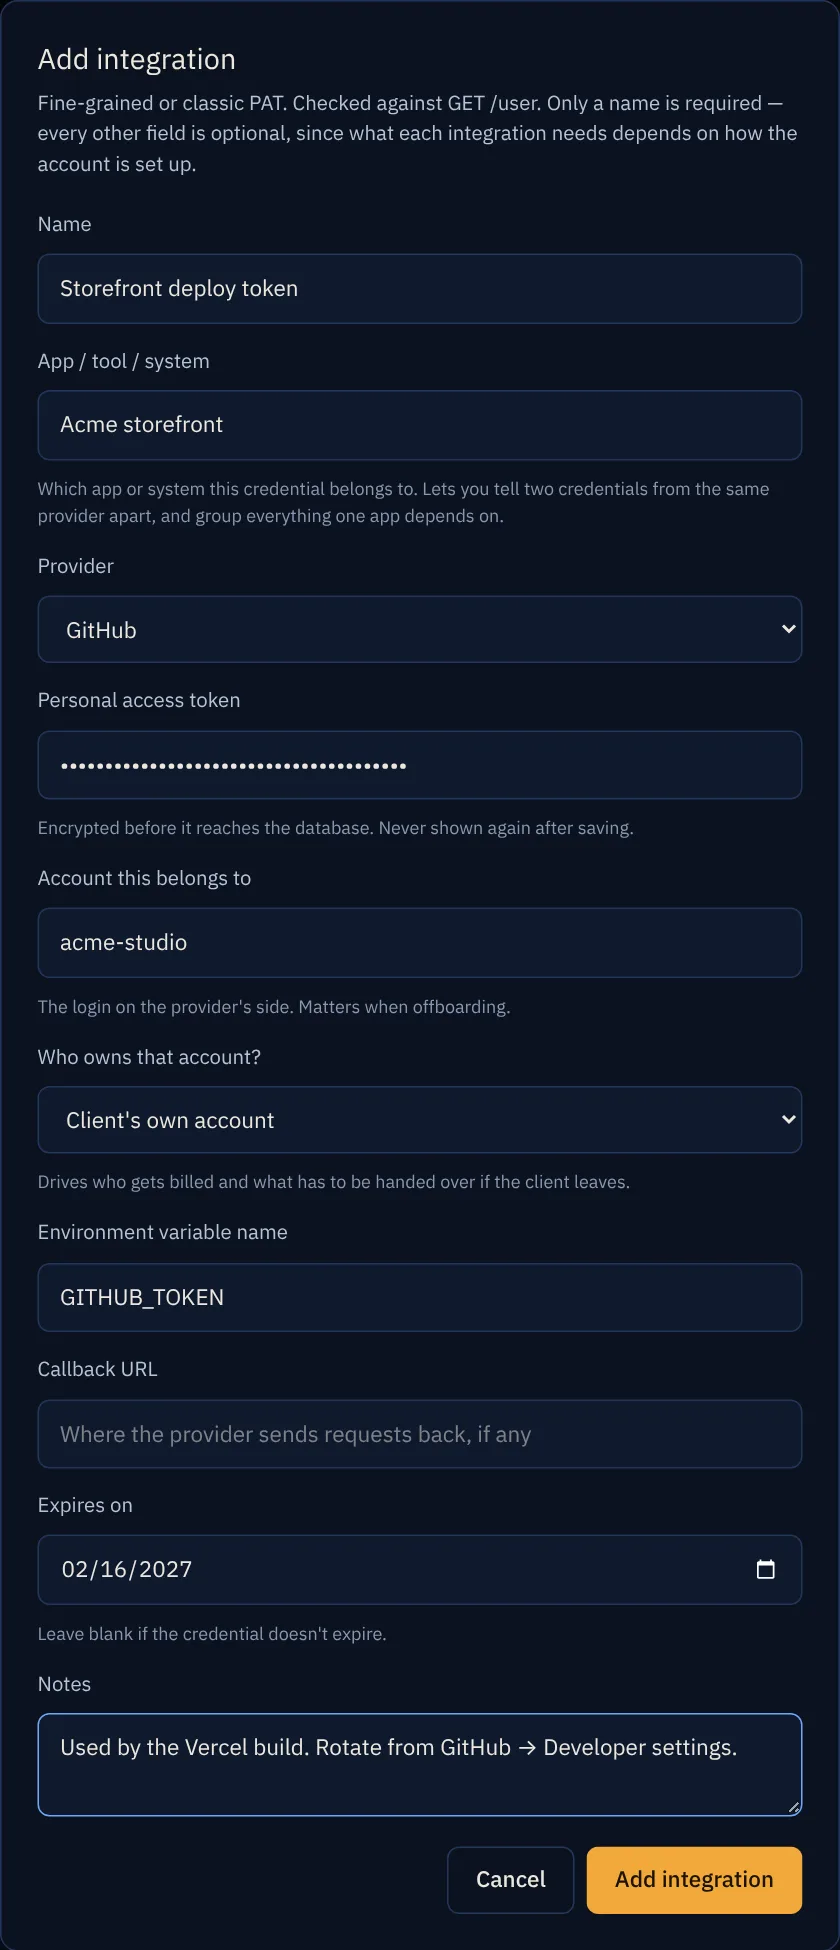 Add integration
Fine-grained or classic PAT. Checked against GET /user. Only a name is required —
every other field is optional, since what each integration needs depends on how the
account is set up.
Name
Storefront deploy token
App / tool / system
Acme storefront
Which app or system this credential belongs to. Lets you tell two credentials from the same
provider apart, and group everything one app depends on.
Provider
GitHub
Personal access token
•••••••••••••••••••••••••••••••••••••••
Encrypted before it reaches the database. Never shown again after saving.
Account this belongs to
acme-studio
The login on the provider's side. Matters when offboarding.
Who owns that account?
Client's own account
Drives who gets billed and what has to be handed over if the client leaves.
Environment variable name
GITHUB_TOKEN
Callback URL
Where the provider sends requests back, if any
Expires on
02/16/2027
Leave blank if the credential doesn't expire.
Notes
Used by the Vercel build. Rotate from GitHub → Developer settings.
Cancel
Add integration